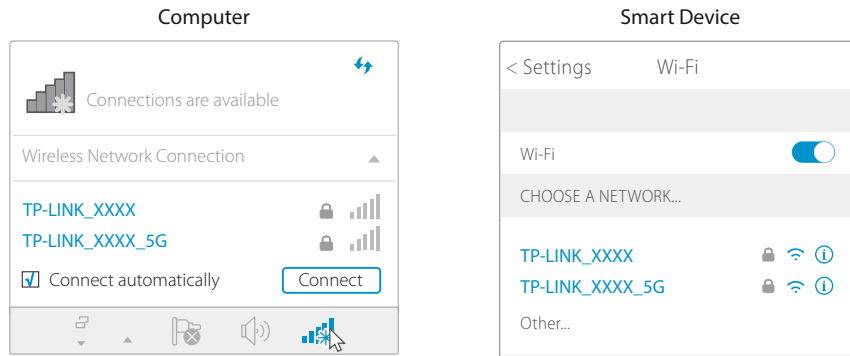 Computer
Connections are available
Wireless Network Connection
TP-LINK_XXXX
TP-LINK_XXXX_5G
Connect automatically
Connect
Smart Device
< Settings
Wi-Fi
Wi-Fi
CHOOSE A NETWORK...
TP-LINK_XXXX
TP-LINK_XXXX_5G
Other...